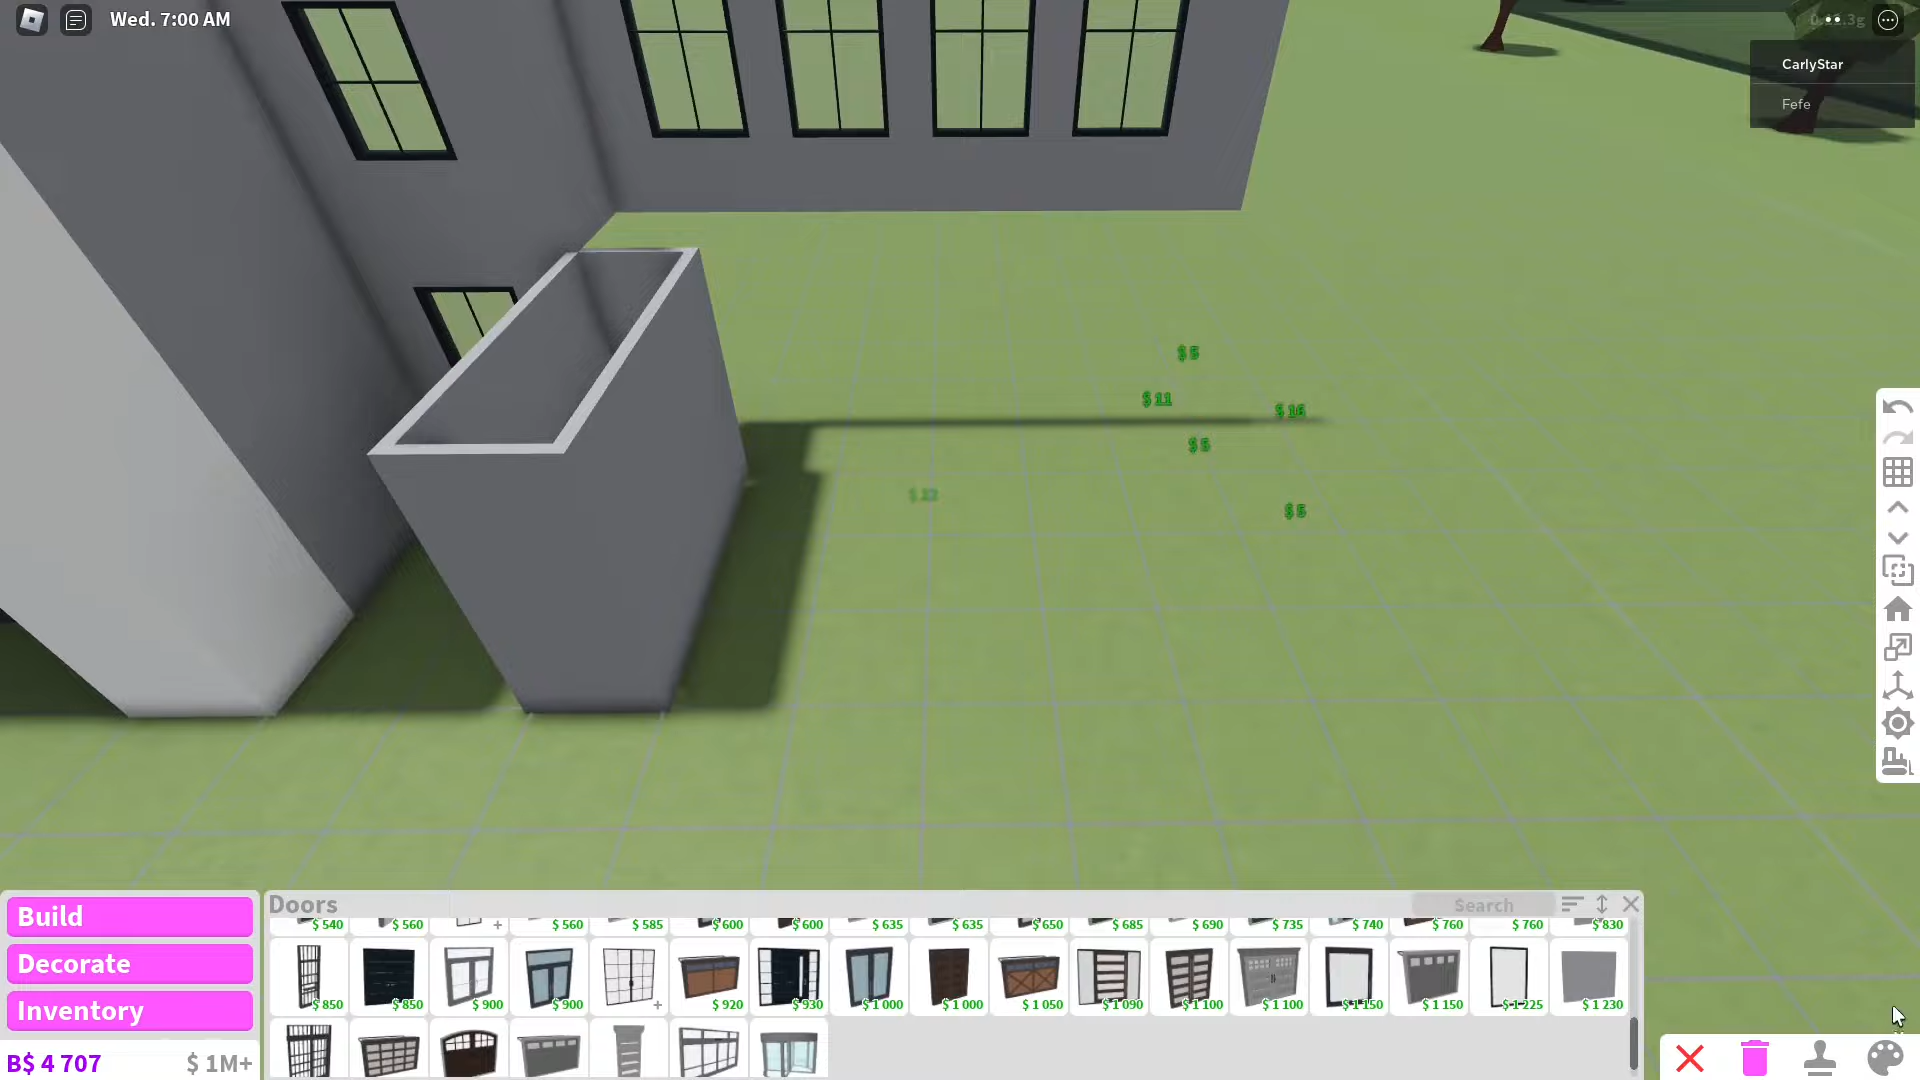 Wed. 7:00 AM
CarlyStar
Fefe
$ 5
$ 11
$ 16
$ 5
$ 22
$ 5
Build
Decorate
Inventory
B$ 4 707
$ 1M+
Doors
Search
$ 540 $ 560 + $ 560 $ 585 $ 600 $ 600 $ 635 $ 635 $ 650 $ 685 $ 690 $ 735 $ 740 $ 760 $ 760 $ 830
$ 850 $ 850 $ 900 $ 900 + $ 920 $ 930 $ 1 000 $ 1 000 $ 1 050 $ 1 090 $ 1 100 $ 1 100 $ 1 150 $ 1 150 $ 1 225 $ 1 230